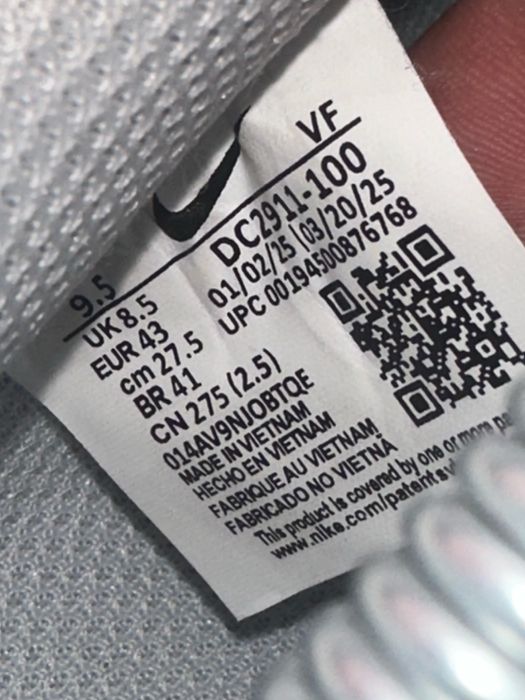 VF
9.5
DC2911-100
UK 8.5
01/02/25 (03/20/25
EUR 43
UPC 00194500876768
cm 27.5
BR 41
CN 275 (2.5)
014AV9NJOBTQE
MADE IN VIETNAM
HECHO EN VIETNAM
FABRIQUE AU VIETNAM
FABRICADO NO VIETNÃ
This product is covered by one or more
www.nike.com/patents